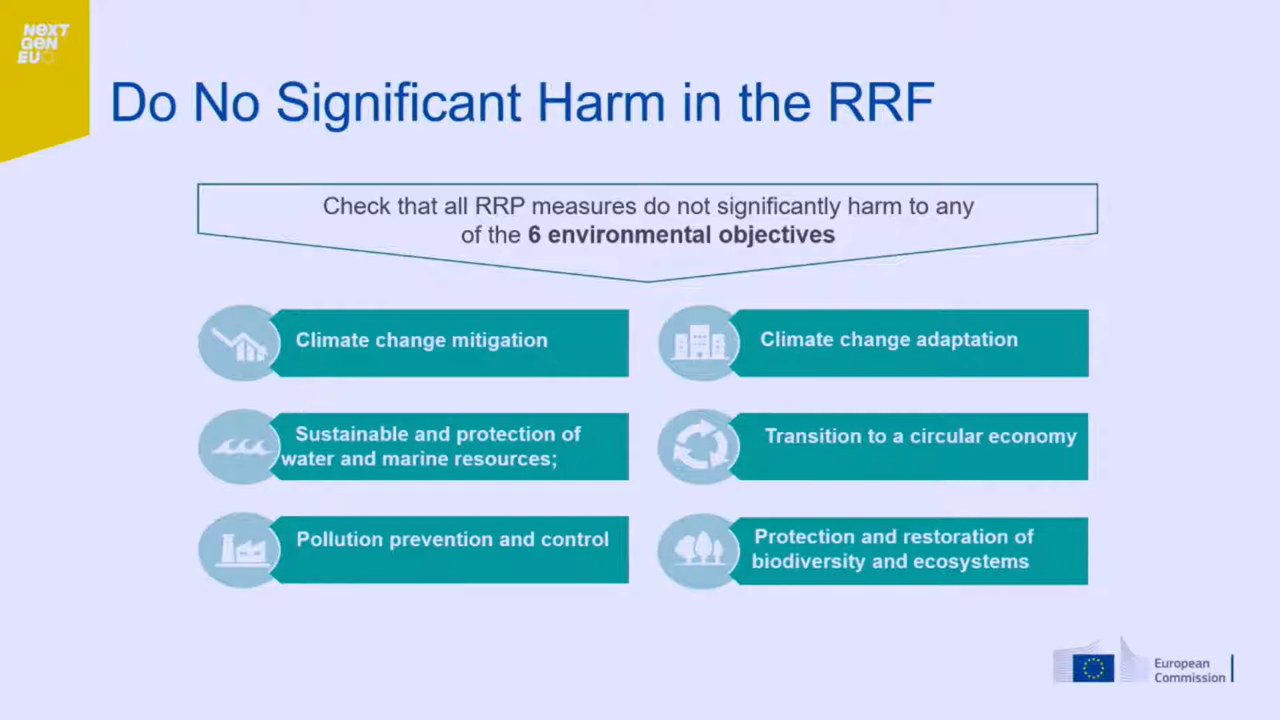 NEXT
GEN
EU
Do No Significant Harm in the RRF
Check that all RRP measures do not significantly harm to any
of the 6 environmental objectives
Climate change mitigation
Climate change adaptation
Sustainable and protection of
water and marine resources;
Transition to a circular economy
Pollution prevention and control
Protection and restoration of
biodiversity and ecosystems
European
Commission